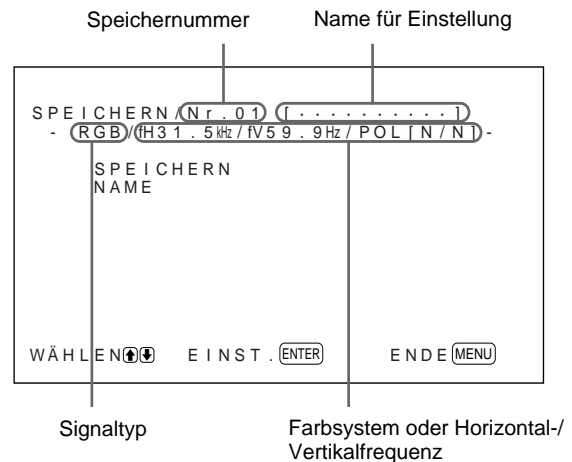 Speichernummer
Name für Einstellung
SPEICHERN/Nr.01 [··········]
- RGB/fH31.5kHz/fV59.9Hz/POL[N/N]-
SPEICHERN
NAME
WÄHLEN↑↓ EINST.ENTER ENDE MENU
Signaltyp
Farbsystem oder Horizontal-/
Vertikalfrequenz